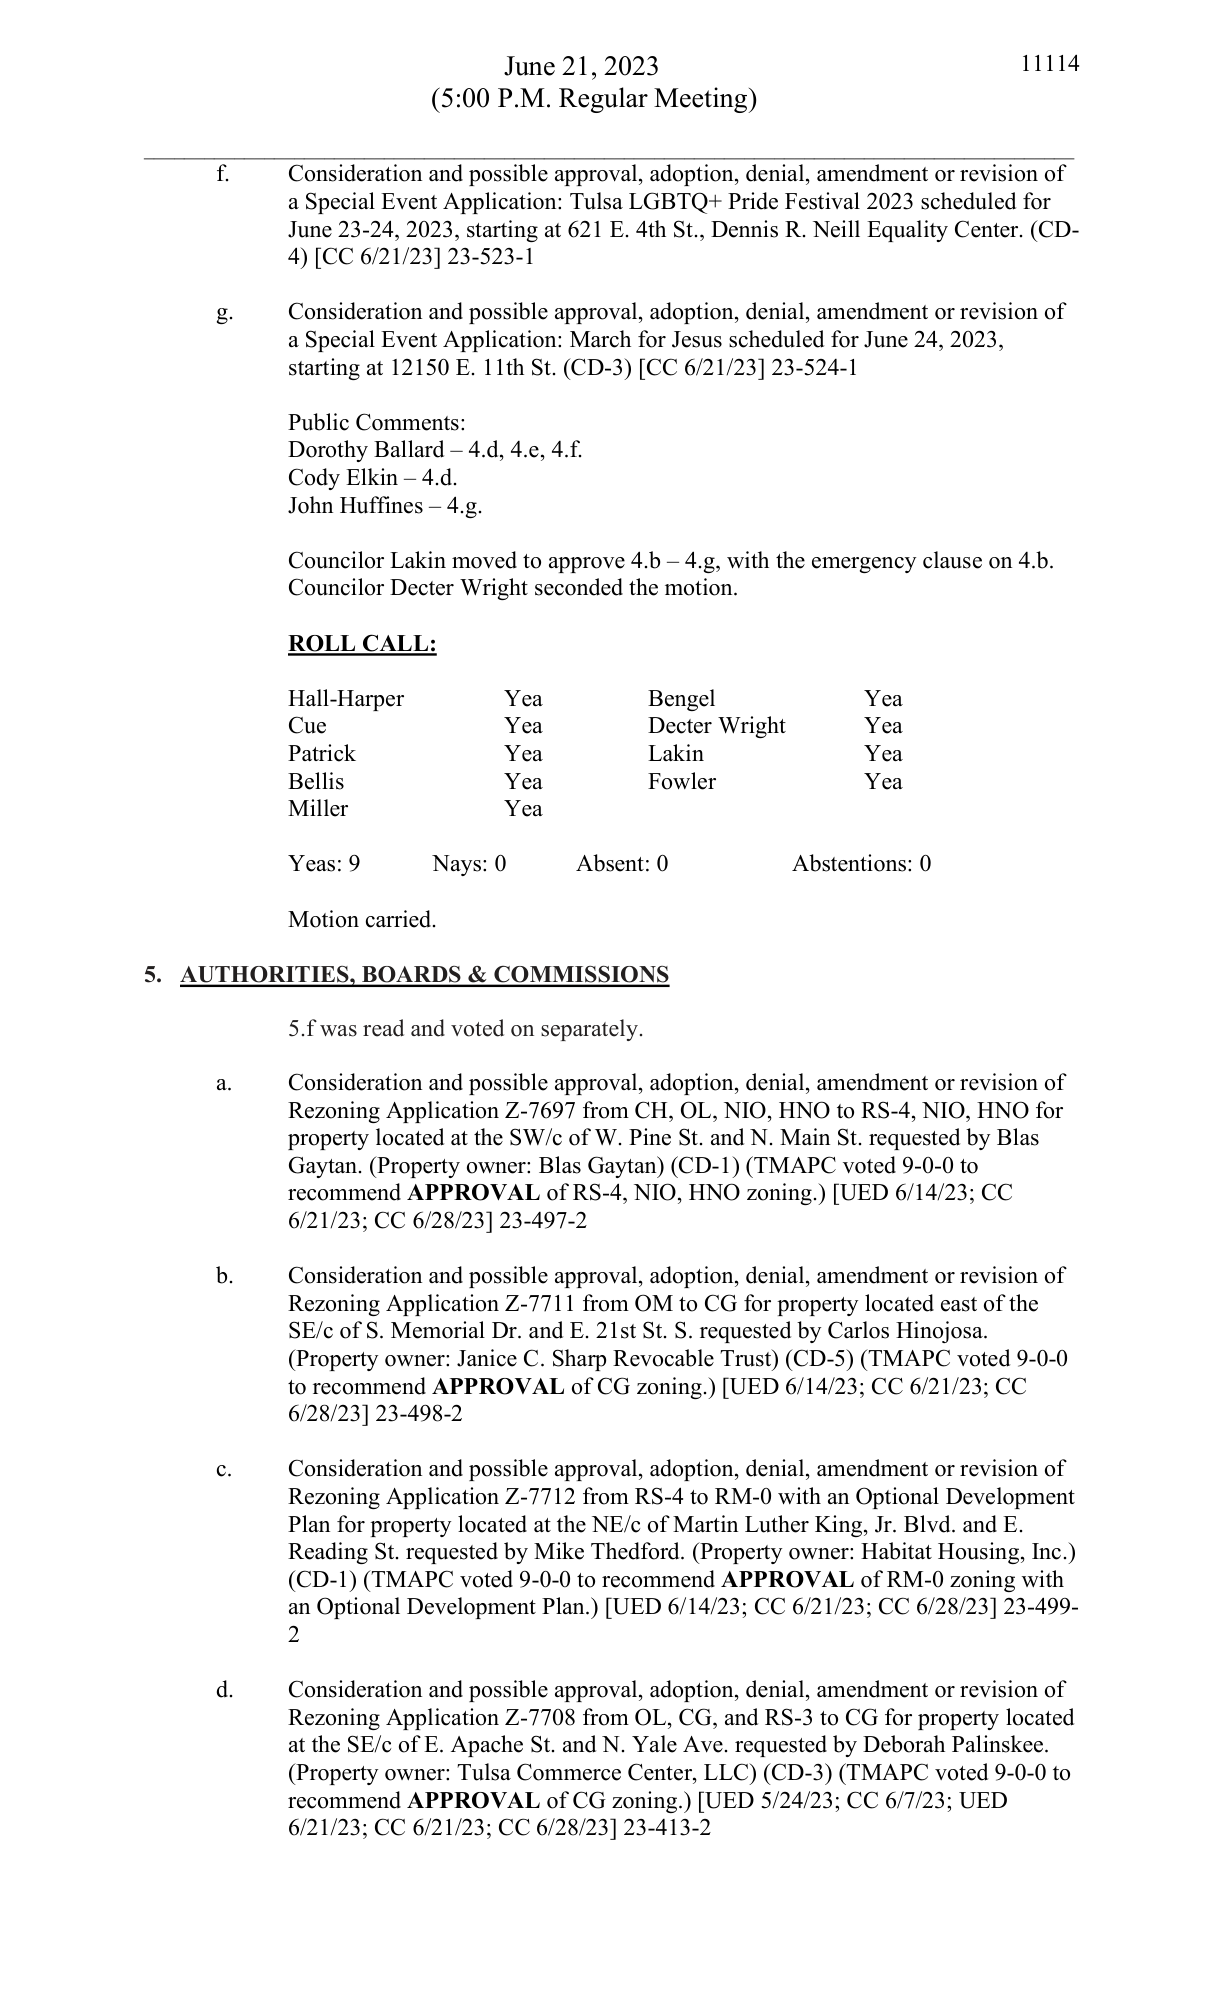 June 21, 2023
11114
(5:00 P.M. Regular Meeting)
f. Consideration and possible approval, adoption, denial, amendment or revision of
a Special Event Application: Tulsa LGBTQ+ Pride Festival 2023 scheduled for
June 23-24, 2023, starting at 621 E. 4th St., Dennis R. Neill Equality Center. (CD-
4) [CC 6/21/23] 23-523-1
g. Consideration and possible approval, adoption, denial, amendment or revision of
a Special Event Application: March for Jesus scheduled for June 24, 2023,
starting at 12150 E. 11th St. (CD-3) [CC 6/21/23] 23-524-1
Public Comments:
Dorothy Ballard – 4.d, 4.e, 4.f.
Cody Elkin – 4.d.
John Huffines – 4.g.
Councilor Lakin moved to approve 4.b – 4.g, with the emergency clause on 4.b.
Councilor Decter Wright seconded the motion.
ROLL CALL:
Hall-Harper Yea Bengel Yea
Cue Yea Decter Wright Yea
Patrick Yea Lakin Yea
Bellis Yea Fowler Yea
Miller Yea
Yeas: 9 Nays: 0 Absent: 0 Abstentions: 0
Motion carried.
5. AUTHORITIES, BOARDS & COMMISSIONS
5.f was read and voted on separately.
a. Consideration and possible approval, adoption, denial, amendment or revision of
Rezoning Application Z-7697 from CH, OL, NIO, HNO to RS-4, NIO, HNO for
property located at the SW/c of W. Pine St. and N. Main St. requested by Blas
Gaytan. (Property owner: Blas Gaytan) (CD-1) (TMAPC voted 9-0-0 to
recommend APPROVAL of RS-4, NIO, HNO zoning.) [UED 6/14/23; CC
6/21/23; CC 6/28/23] 23-497-2
b. Consideration and possible approval, adoption, denial, amendment or revision of
Rezoning Application Z-7711 from OM to CG for property located east of the
SE/c of S. Memorial Dr. and E. 21st St. S. requested by Carlos Hinojosa.
(Property owner: Janice C. Sharp Revocable Trust) (CD-5) (TMAPC voted 9-0-0
to recommend APPROVAL of CG zoning.) [UED 6/14/23; CC 6/21/23; CC
6/28/23] 23-498-2
c. Consideration and possible approval, adoption, denial, amendment or revision of
Rezoning Application Z-7712 from RS-4 to RM-0 with an Optional Development
Plan for property located at the NE/c of Martin Luther King, Jr. Blvd. and E.
Reading St. requested by Mike Thedford. (Property owner: Habitat Housing, Inc.)
(CD-1) (TMAPC voted 9-0-0 to recommend APPROVAL of RM-0 zoning with
an Optional Development Plan.) [UED 6/14/23; CC 6/21/23; CC 6/28/23] 23-499-
2
d. Consideration and possible approval, adoption, denial, amendment or revision of
Rezoning Application Z-7708 from OL, CG, and RS-3 to CG for property located
at the SE/c of E. Apache St. and N. Yale Ave. requested by Deborah Palinskee.
(Property owner: Tulsa Commerce Center, LLC) (CD-3) (TMAPC voted 9-0-0 to
recommend APPROVAL of CG zoning.) [UED 5/24/23; CC 6/7/23; UED
6/21/23; CC 6/21/23; CC 6/28/23] 23-413-2